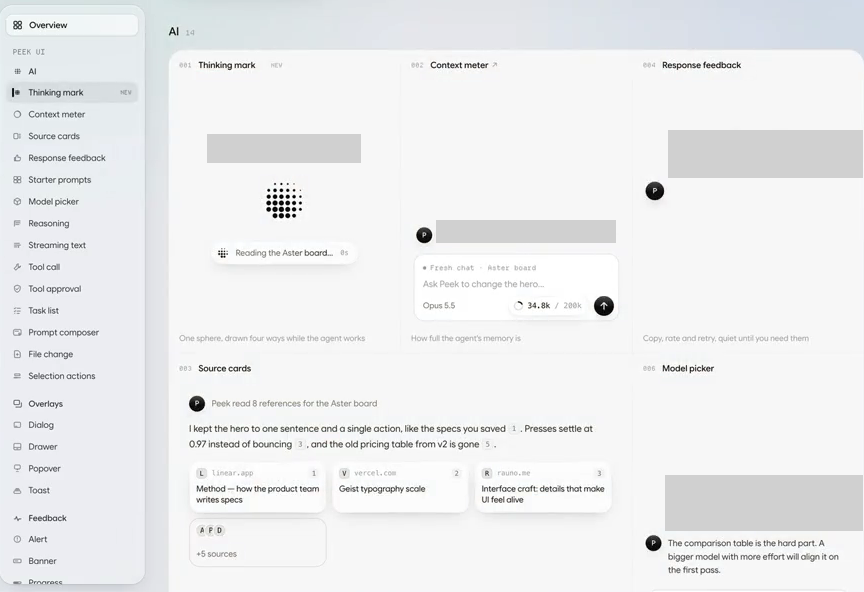 Overview
PEEK UI
AI
Thinking mark NEW
Context meter
Source cards
Response feedback
Starter prompts
Model picker
Reasoning
Streaming text
Tool call
Tool approval
Task list
Prompt composer
File change
Selection actions
Overlays
Dialog
Drawer
Popover
Toast
Feedback
Alert
Banner
Progress
AI 14
001 Thinking mark NEW
Reading the Aster board... 0s
One sphere, drawn four ways while the agent works
002 Context meter ↗
P
Fresh chat · Aster board
Ask Peek to change the hero...
Opus 5.5 34.8k / 200k
How full the agent's memory is
004 Response feedback
P
Copy, rate and retry, quiet until you need them
003 Source cards
P Peek read 8 references for the Aster board
I kept the hero to one sentence and a single action, like the specs you saved 1 . Presses settle at
0.97 instead of bouncing 3 , and the old pricing table from v2 is gone 5 .
L linear.app 1
Method — how the product team
writes specs
V vercel.com 2
Geist typography scale
R rauno.me 3
Interface craft: details that make
UI feel alive
A P D
+5 sources
006 Model picker
P The comparison table is the hard part. A
bigger model with more effort will align it on
the first pass.